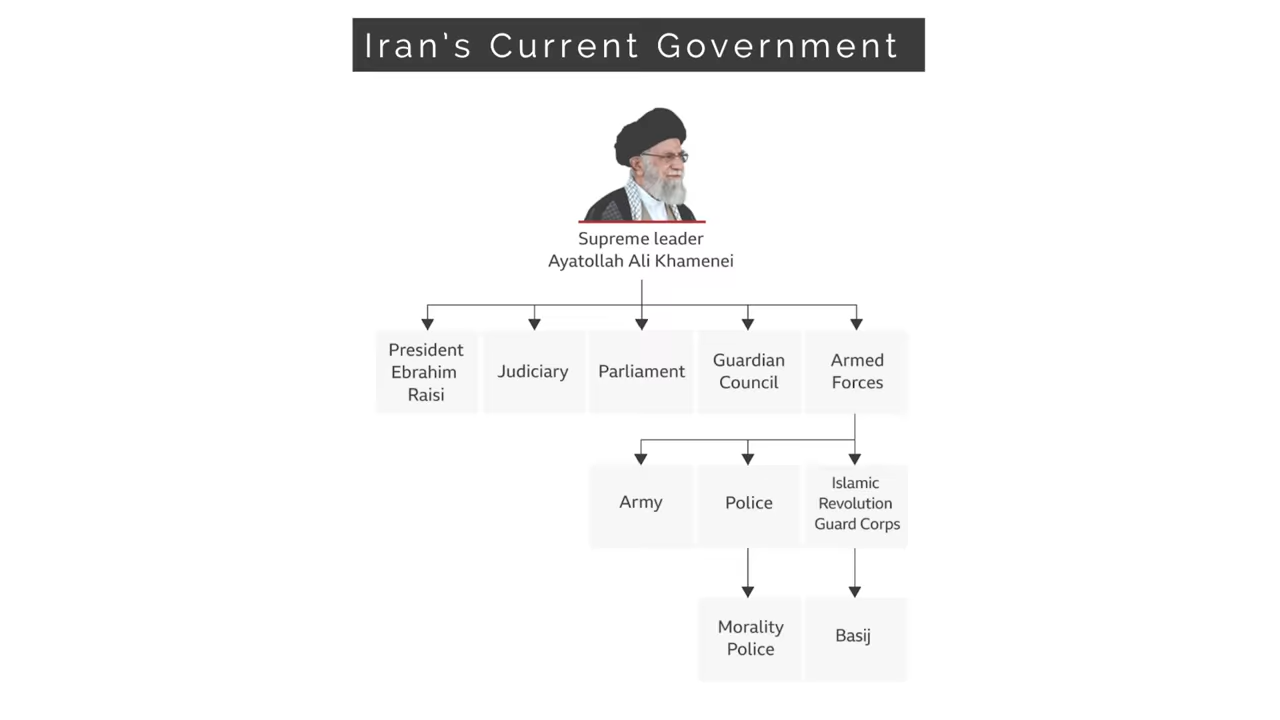 Iran's Current Government
Supreme leader
Ayatollah Ali Khamenei
President
Ebrahim
Raisi
Judiciary
Parliament
Guardian
Council
Armed
Forces
Army
Police
Islamic
Revolution
Guard Corps
Morality
Police
Basij